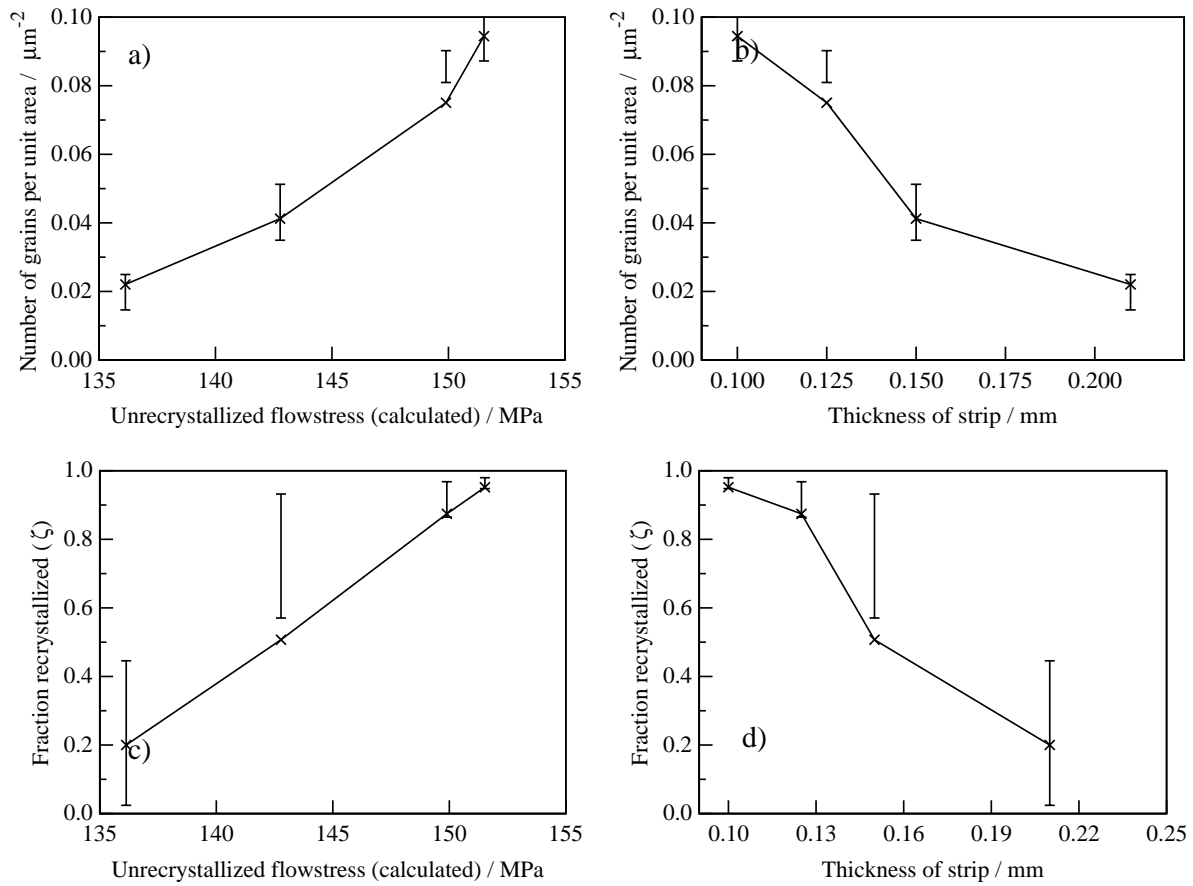 a)
Number of grains per unit area / μm-2
0.10
0.08
0.06
0.04
0.02
0.00
135 140 145 150 155
Unrecrystallized flowstress (calculated) / MPa
b)
Number of grains per unit area / μm-2
0.10
0.08
0.06
0.04
0.02
0.00
0.100 0.125 0.150 0.175 0.200
Thickness of strip / mm
c)
Fraction recrystallized (ζ)
1.0
0.8
0.6
0.4
0.2
0.0
135 140 145 150 155
Unrecrystallized flowstress (calculated) / MPa
d)
Fraction recrystallized (ζ)
1.0
0.8
0.6
0.4
0.2
0.0
0.10 0.13 0.16 0.19 0.22 0.25
Thickness of strip / mm